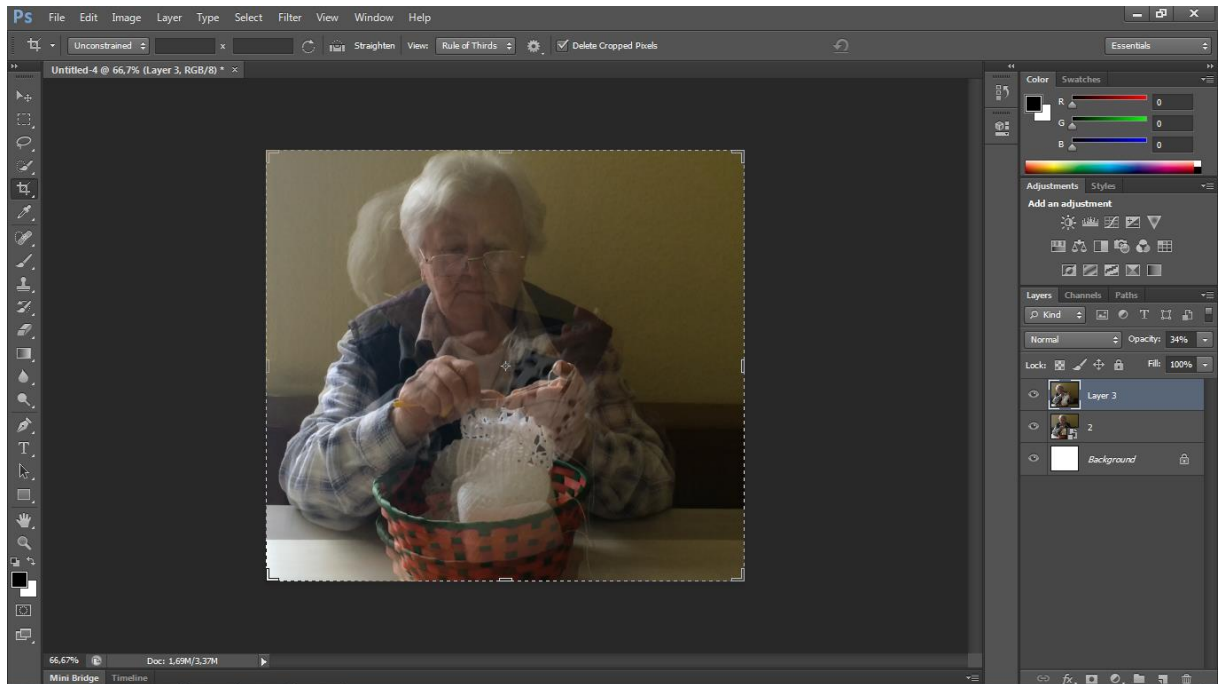 Ps File Edit Image Layer Type Select Filter View Window Help
Unconstrained x Straighten View: Rule of Thirds Delete Cropped Pixels Essentials
Untitled-4 @ 66,7% (Layer 3, RGB/8) * ×
Color Swatches
R 0
G 0
B 0
Adjustments Styles
Add an adjustment
Layers Channels Paths
Kind T
Normal Opacity: 34%
Lock: Fill: 100%
Layer 3
2
Background
T
66,67% Doc: 1,69M/3,37M
Mini Bridge Timeline
fx